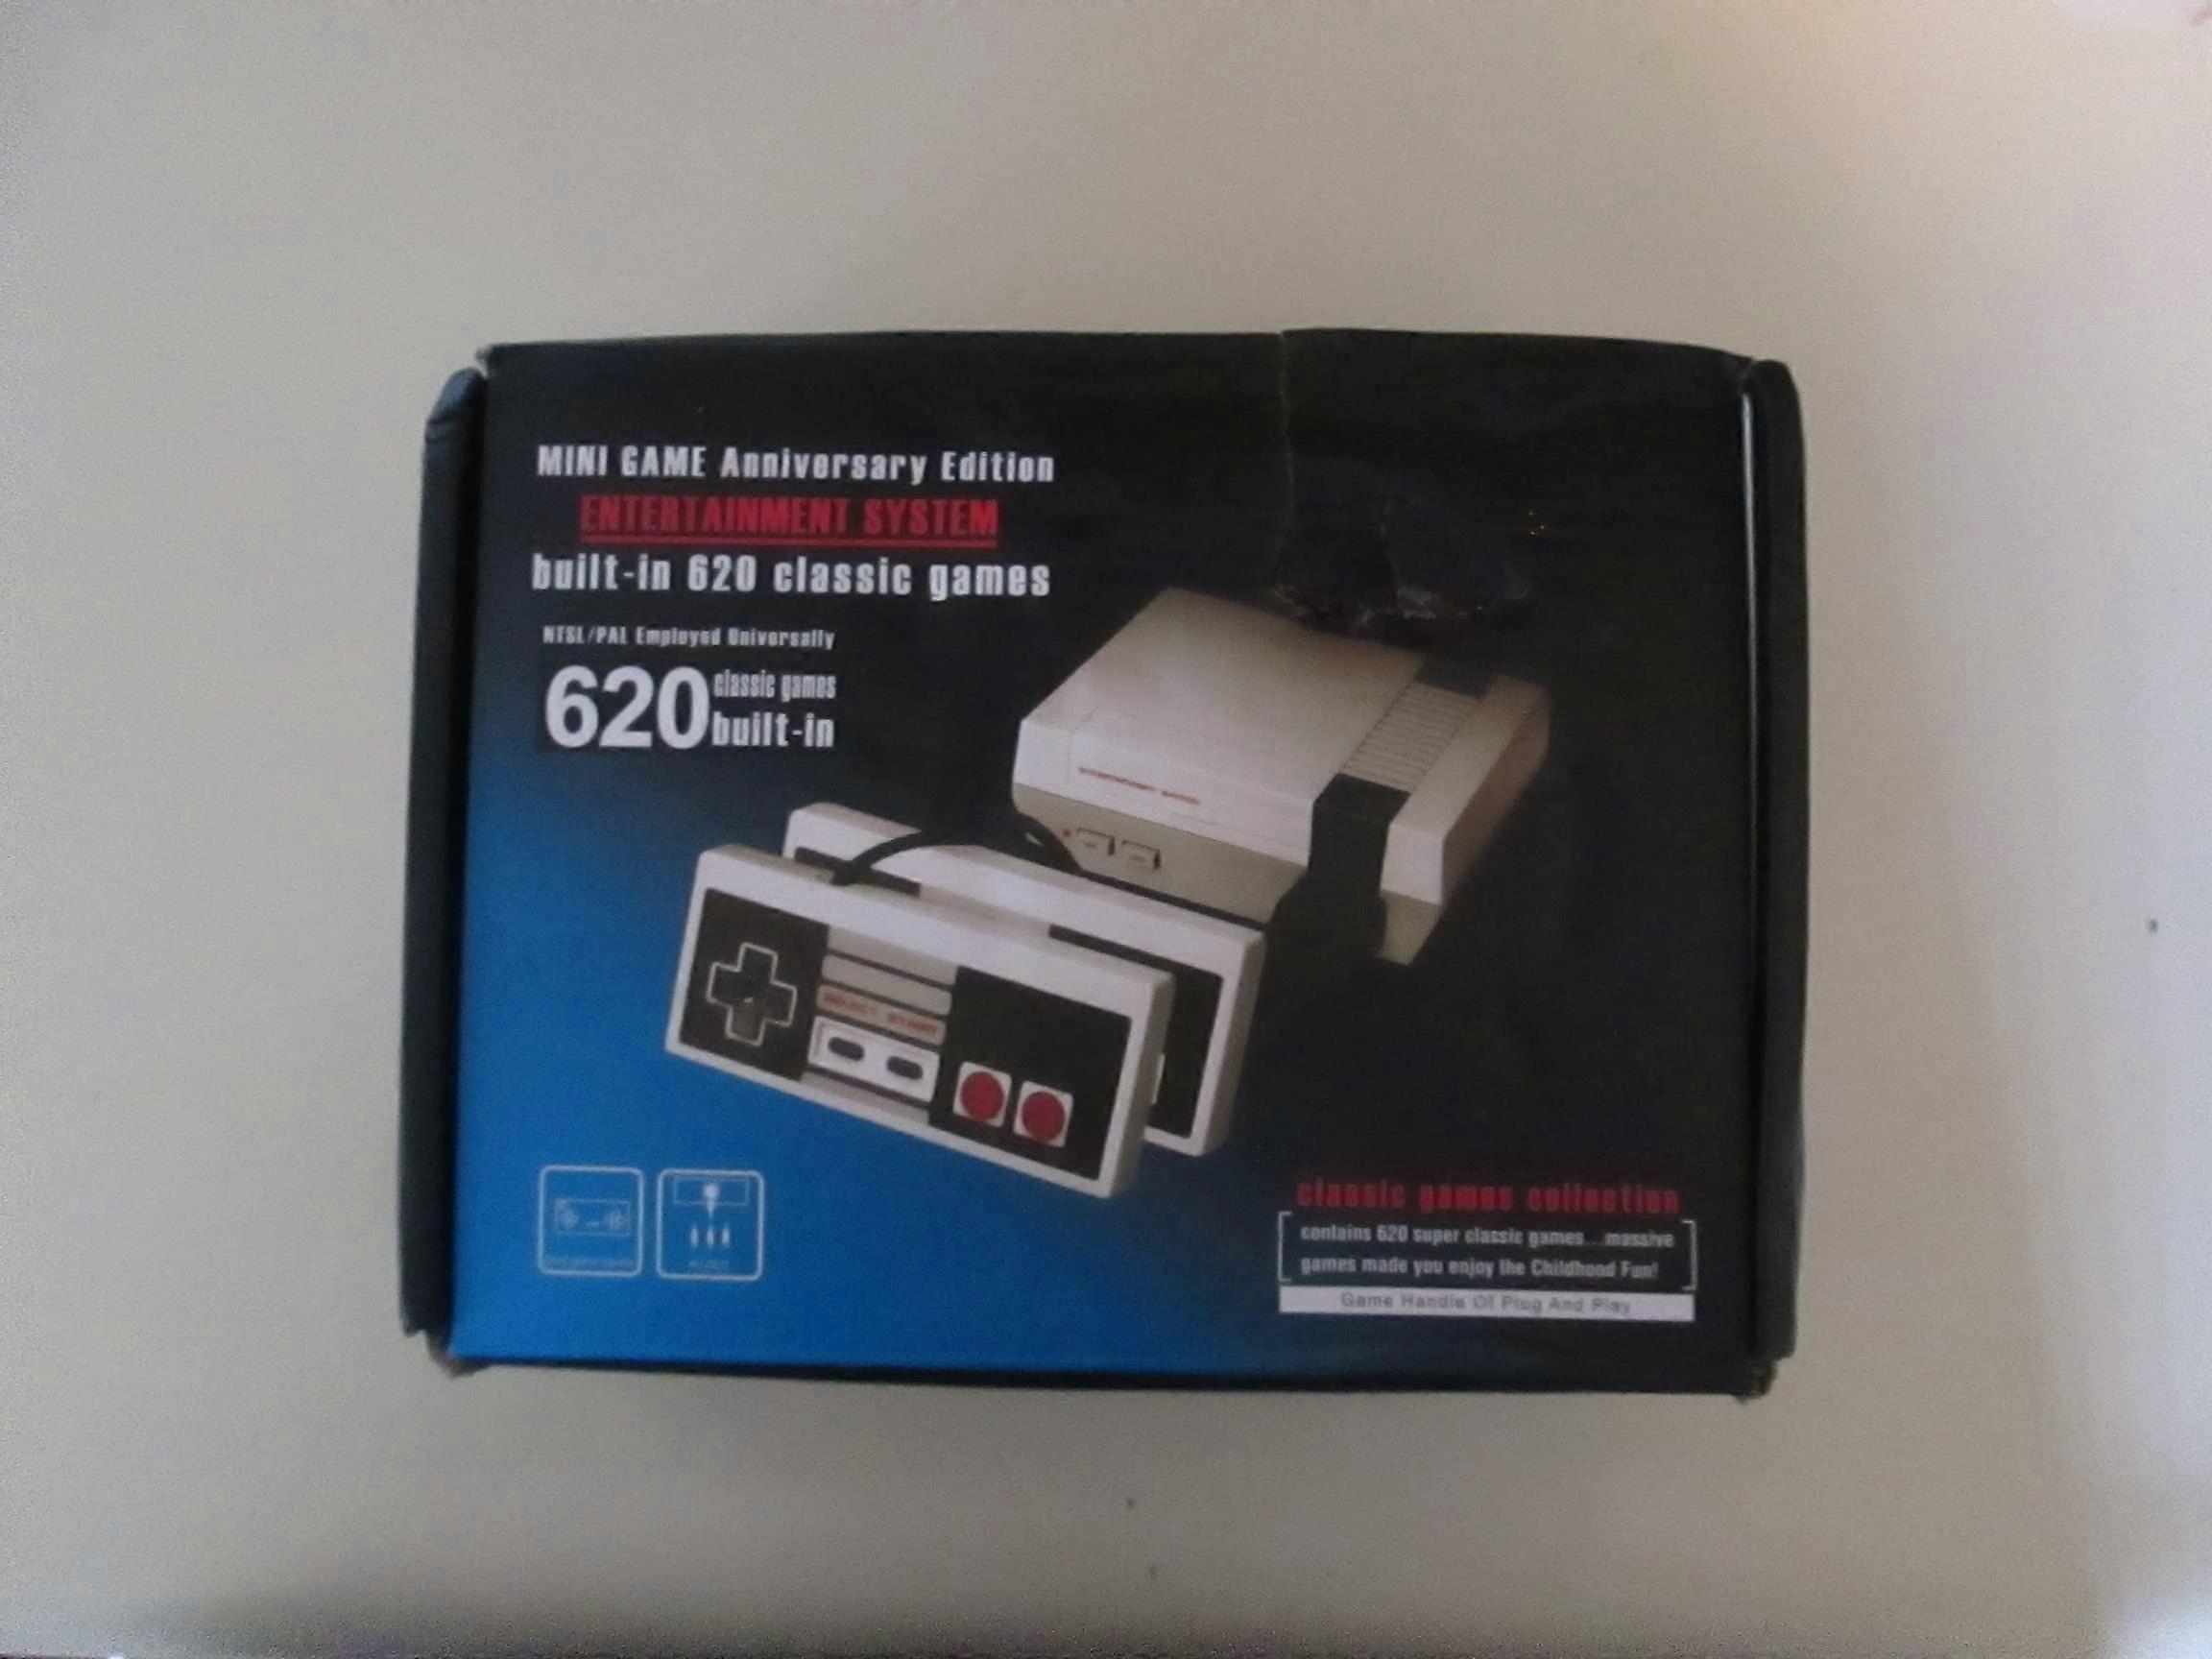 MINI GAME Anniversary Edition
ENTERTAINMENT SYSTEM
built-in 620 classic games
NTSL/PAL Employed Universally
620 classic games
built-in
SELECT START
classic games collection
contains 620 super classic games...massive
games made you enjoy the Childhood Fun!
Game Handle Of Plug And Play